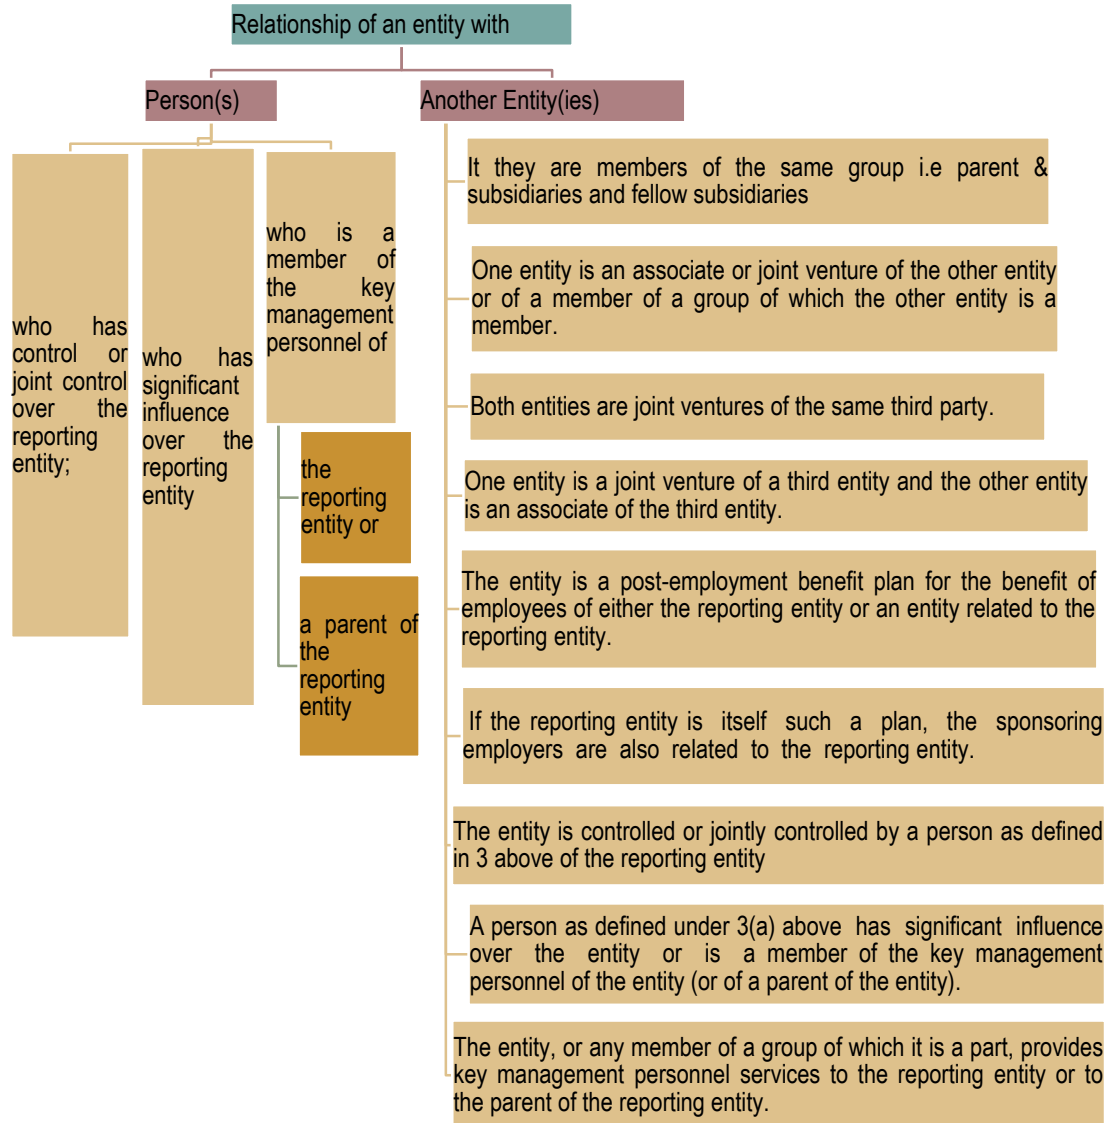 Relationship of an entity with
Person(s)
Another Entity(ies)
who has
control or
joint control
over the
reporting
entity;
who has
significant
influence
over the
reporting
entity
who is a
member of
the key
management
personnel of
the
reporting
entity or
a parent of
the
reporting
entity
It they are members of the same group i.e parent &
subsidiaries and fellow subsidiaries
One entity is an associate or joint venture of the other entity
or of a member of a group of which the other entity is a
member.
Both entities are joint ventures of the same third party.
One entity is a joint venture of a third entity and the other entity
is an associate of the third entity.
The entity is a post-employment benefit plan for the benefit of
employees of either the reporting entity or an entity related to the
reporting entity.
If the reporting entity is itself such a plan, the sponsoring
employers are also related to the reporting entity.
The entity is controlled or jointly controlled by a person as defined
in 3 above of the reporting entity
A person as defined under 3(a) above has significant influence
over the entity or is a member of the key management
personnel of the entity (or of a parent of the entity).
The entity, or any member of a group of which it is a part, provides
key management personnel services to the reporting entity or to
the parent of the reporting entity.